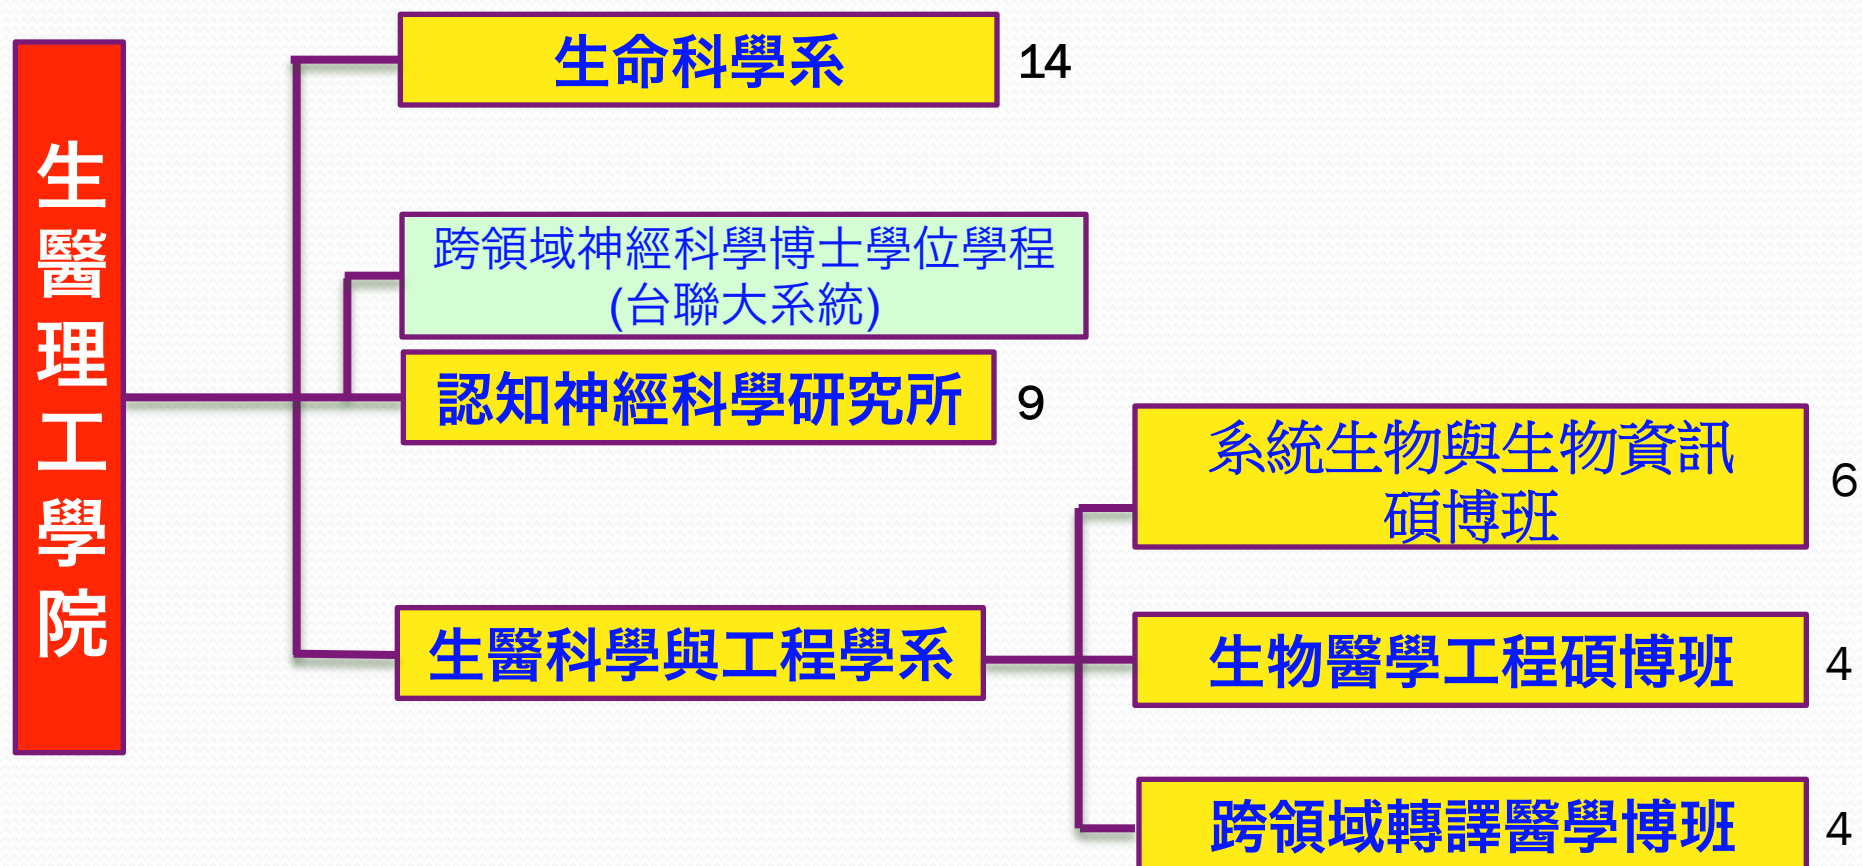 生醫理工學院
生命科學系
14
跨領域神經科學博士學位學程
(台聯大系統)
認知神經科學研究所
9
系統生物與生物資訊
碩博班
6
生醫科學與工程學系
生物醫學工程碩博班
4
跨領域轉譯醫學博班
4